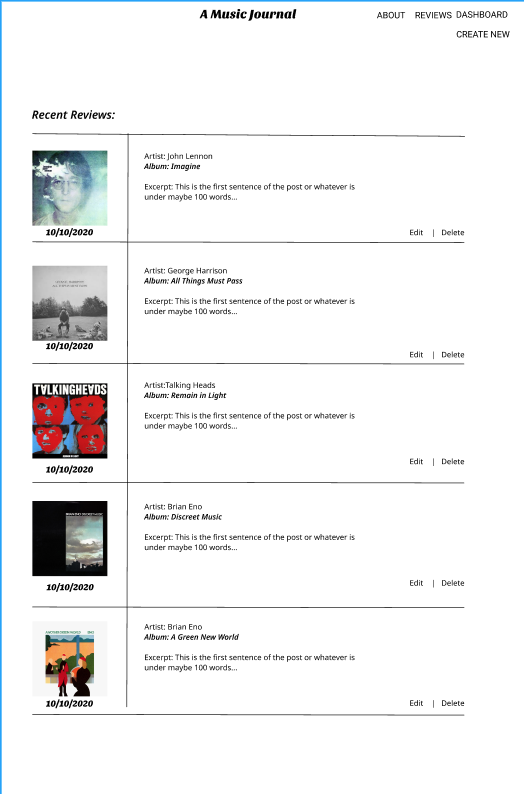 A Music Journal
ABOUT REVIEWS DASHBOARD
CREATE NEW
Recent Reviews:
Artist: John Lennon
Album: Imagine
Excerpt: This is the first sentence of the post or whatever is
under maybe 100 words...
10/10/2020
Edit | Delete
Artist: George Harrison
Album: All Things Must Pass
Excerpt: This is the first sentence of the post or whatever is
under maybe 100 words...
10/10/2020
Edit | Delete
TALKING HEADS
Artist:Talking Heads
Album: Remain in Light
Excerpt: This is the first sentence of the post or whatever is
under maybe 100 words...
10/10/2020
Edit | Delete
Artist: Brian Eno
Album: Discreet Music
BRIAN ENO DISCREET MUSIC
Excerpt: This is the first sentence of the post or whatever is
under maybe 100 words...
10/10/2020
Edit | Delete
Artist: Brian Eno
Album: A Green New World
Excerpt: This is the first sentence of the post or whatever is
under maybe 100 words...
10/10/2020
Edit | Delete